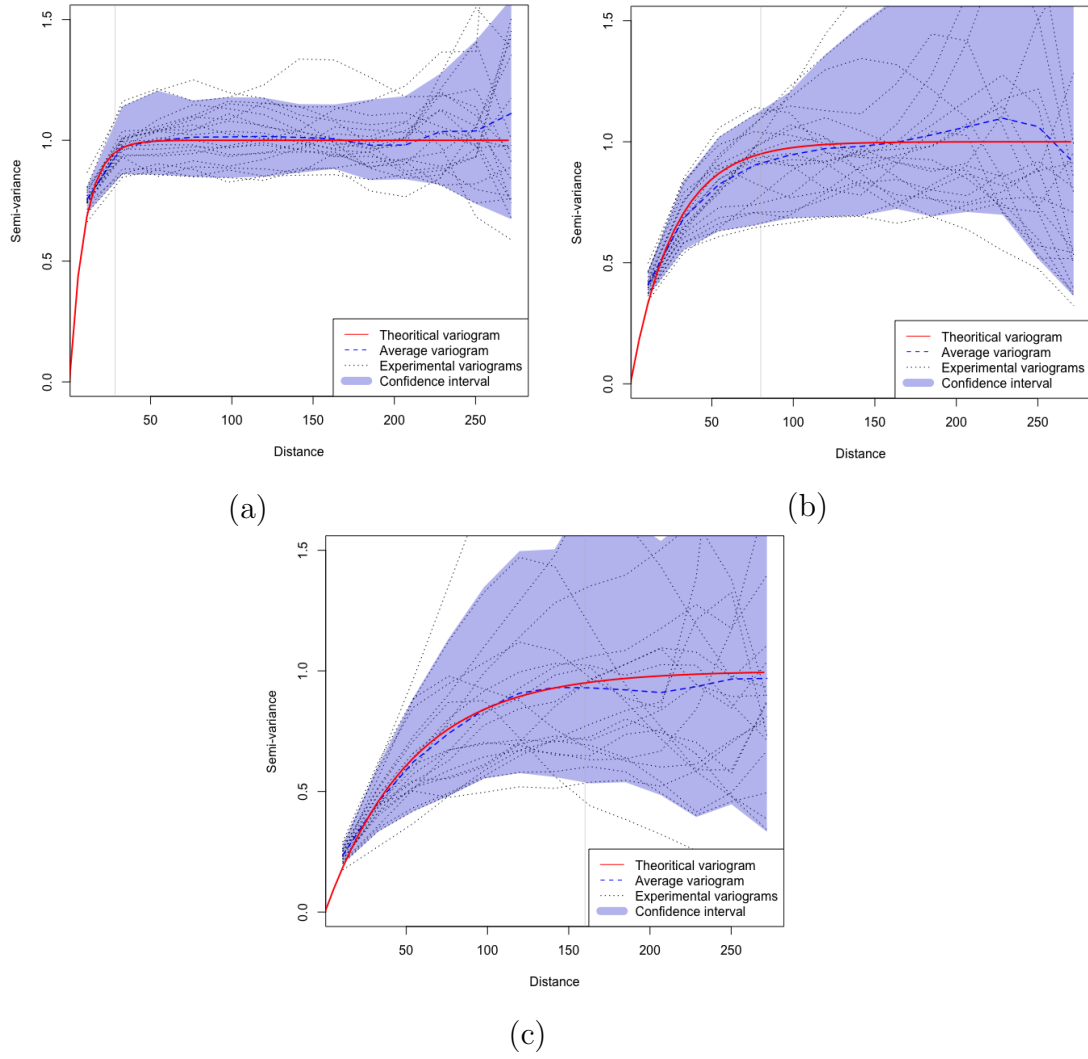 Semi-variance
0.0 0.5 1.0 1.5
50 100 150 200 250
Distance
Theoritical variogram
Average variogram
Experimental variograms
Confidence interval
(a)
Semi-variance
0.0 0.5 1.0 1.5
50 100 150 200 250
Distance
Theoritical variogram
Average variogram
Experimental variograms
Confidence interval
(b)
Semi-variance
0.0 0.5 1.0 1.5
50 100 150 200 250
Distance
Theoritical variogram
Average variogram
Experimental variograms
Confidence interval
(c)